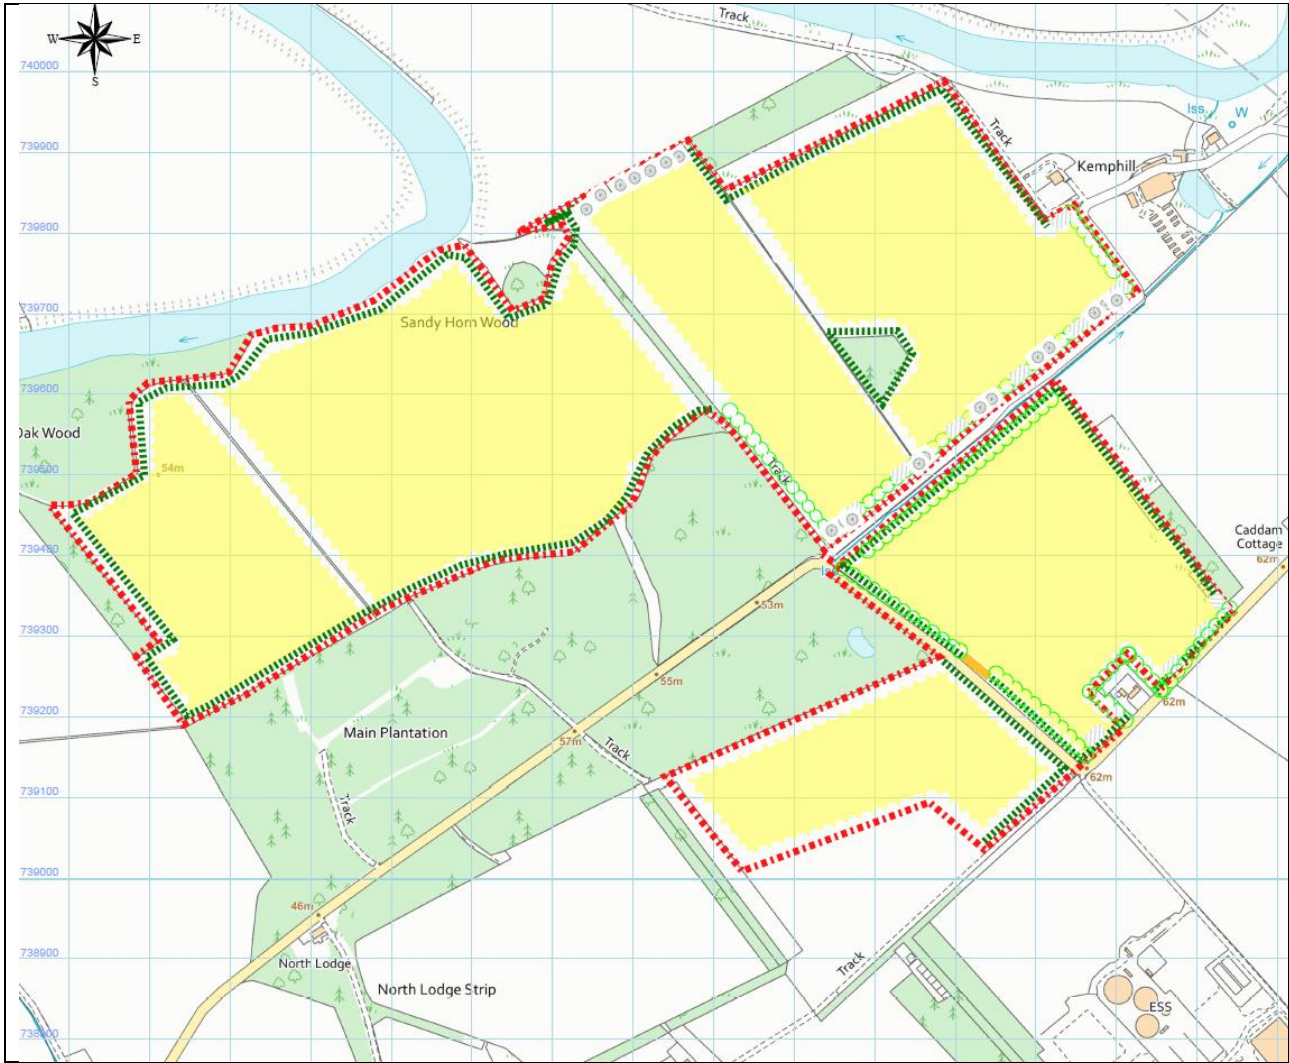 Track
W
E
S
740000
Iss
W
Track
739900
Kemphill
739800
739700
Sandy Horn Wood
739600
Oak Wood
54m
739500
Track
Caddam
Cottage
62m
739400
53m
739300
55m
62m
739200
Main Plantation
57m
Track
62m
739100
Track
739000
46m
738900
North Lodge
Track
North Lodge Strip
ESS
738800